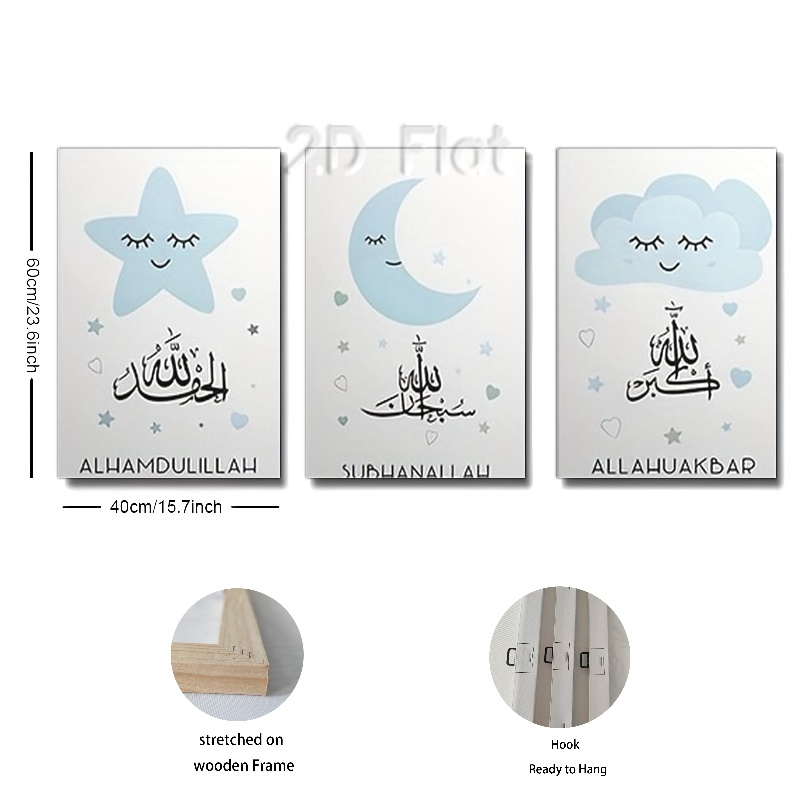 2D Flat
60cm/23.6inch
الحمد لله
ALHAMDULILLAH
سبحان الله
SUBHANALLAH
الله أكبر
ALLAHUAKBAR
40cm/15.7inch
stretched on
wooden Frame
Hook
Ready to Hang